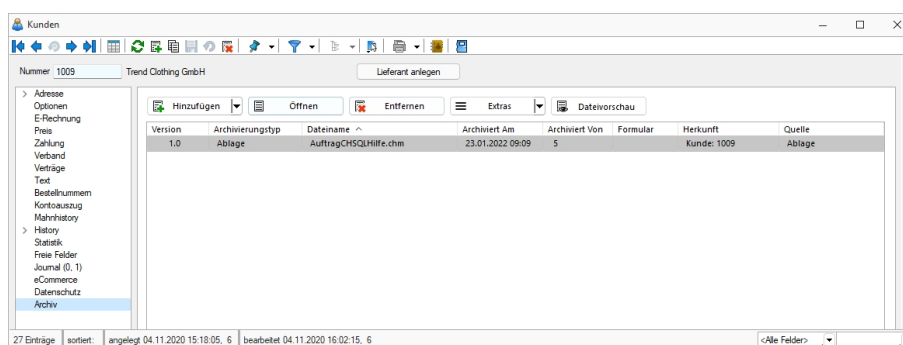 Kunden
Nummer 1009 Trend Clothing GmbH Lieferant anlegen
Adresse
Optionen
E-Rechnung
Preis
Zahlung
Verband
Verträge
Text
Bestellnummern
Kontoauszug
Mahnhistory
History
Statistik
Freie Felder
Journal (0, 1)
eCommerce
Datenschutz
Archiv
Hinzufügen Öffnen Entfernen Extras Dateivorschau
Version Archivierungstyp Dateiname Archiviert Am Archiviert Von Formular Herkunft Quelle
1.0 Ablage AuftragCHSQLHilfe.chm 23.01.2022 09:09 5 Kunde: 1009 Ablage
27 Einträge sortiert: angelegt 04.11.2020 15:18:05, 6 bearbeitet 04.11.2020 16:02:15, 6 <Alle Felder>